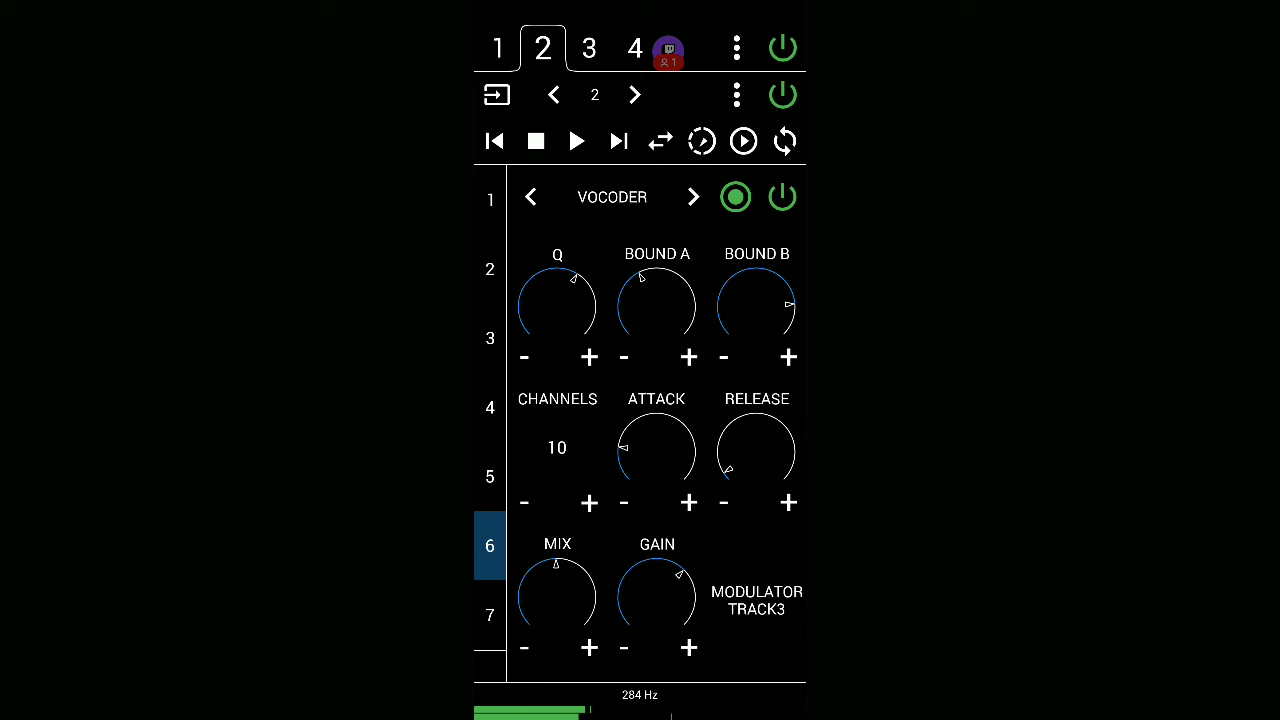 1 2 3 4
1
2
VOCODER
1
2
3
4
5
6
7
Q BOUND A BOUND B
- + - + - +
CHANNELS ATTACK RELEASE
10
- + - + - +
MIX GAIN
MODULATOR
TRACK3
- + - +
284 Hz